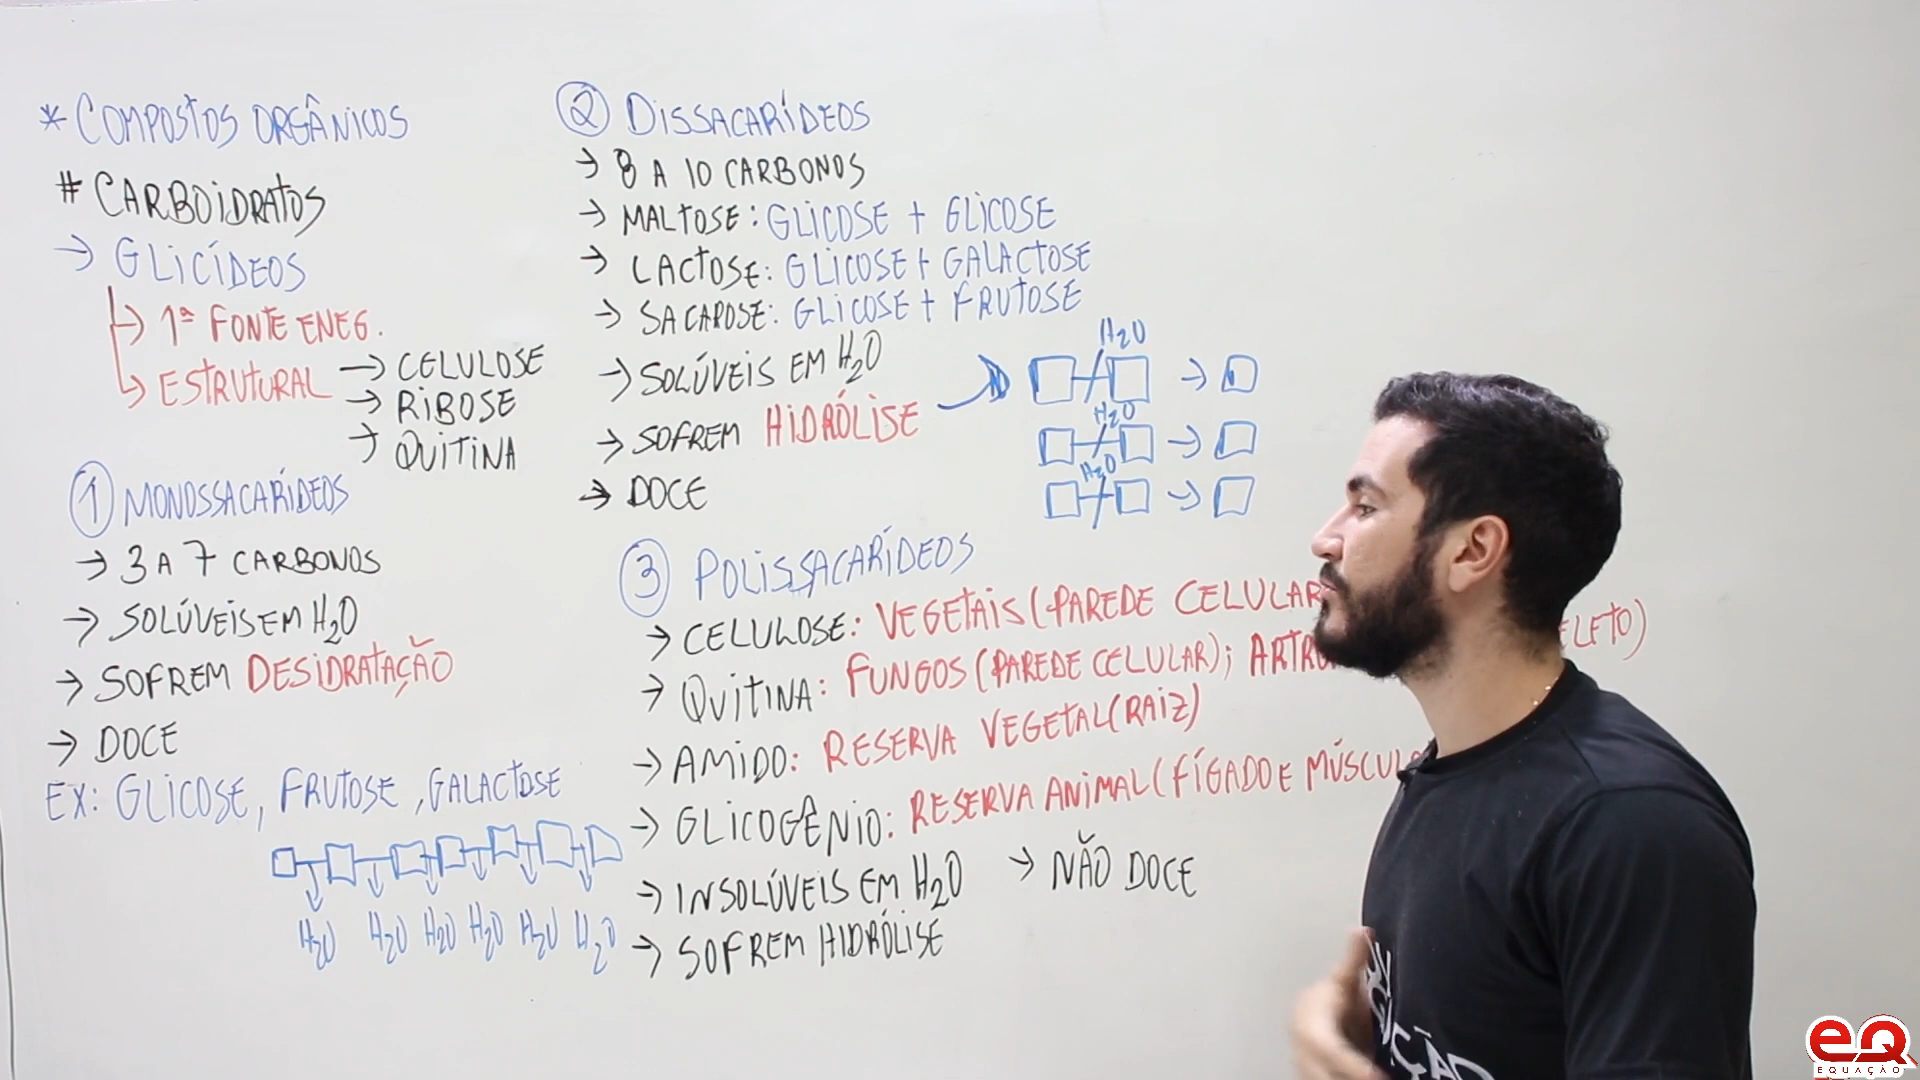 * COMPOSTOS ORGÂNICOS
# CARBOIDRATOS
→ GLICÍDEOS
→ 1ª FONTE ENEG.
→ ESTRUTURAL → CELULOSE
→ RIBOSE
→ QUITINA
① MONOSSACARÍDEOS
→ 3 A 7 CARBONOS
→ SOLÚVEIS EM H2O
→ SOFREM DESIDRATAÇÃO
→ DOCE
EX: GLICOSE, FRUTOSE, GALACTOSE
H2O H2O H2O H2O H2O H2O
② DISSACARÍDEOS
→ 8 A 10 CARBONOS
→ MALTOSE: GLICOSE + GLICOSE
→ LACTOSE: GLICOSE + GALACTOSE
→ SACAROSE: GLICOSE + FRUTOSE
→ SOLÚVEIS EM H2O
→ SOFREM HIDRÓLISE
→ DOCE
H2O
H2O
H2O
③ POLISSACARÍDEOS
→ CELULOSE: VEGETAIS (PAREDE CELULAR
→ QUITINA: FUNGOS (PAREDE CELULAR); ARTRO ELETO)
→ AMIDO: RESERVA VEGETAL (RAIZ)
→ GLICOGÊNIO: RESERVA ANIMAL (FÍGADO E MÚSCULO
→ INSOLÚVEIS EM H2O → NÃO DOCE
→ SOFREM HIDRÓLISE
eQ
EQUAÇÃO